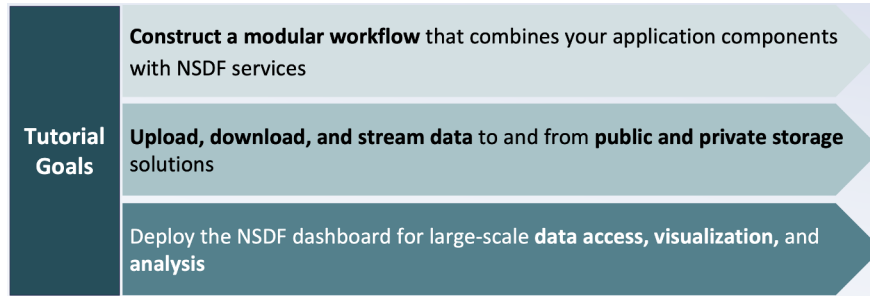 Tutorial
Goals
Construct a modular workflow that combines your application components
with NSDF services
Upload, download, and stream data to and from public and private storage
solutions
Deploy the NSDF dashboard for large-scale data access, visualization, and
analysis